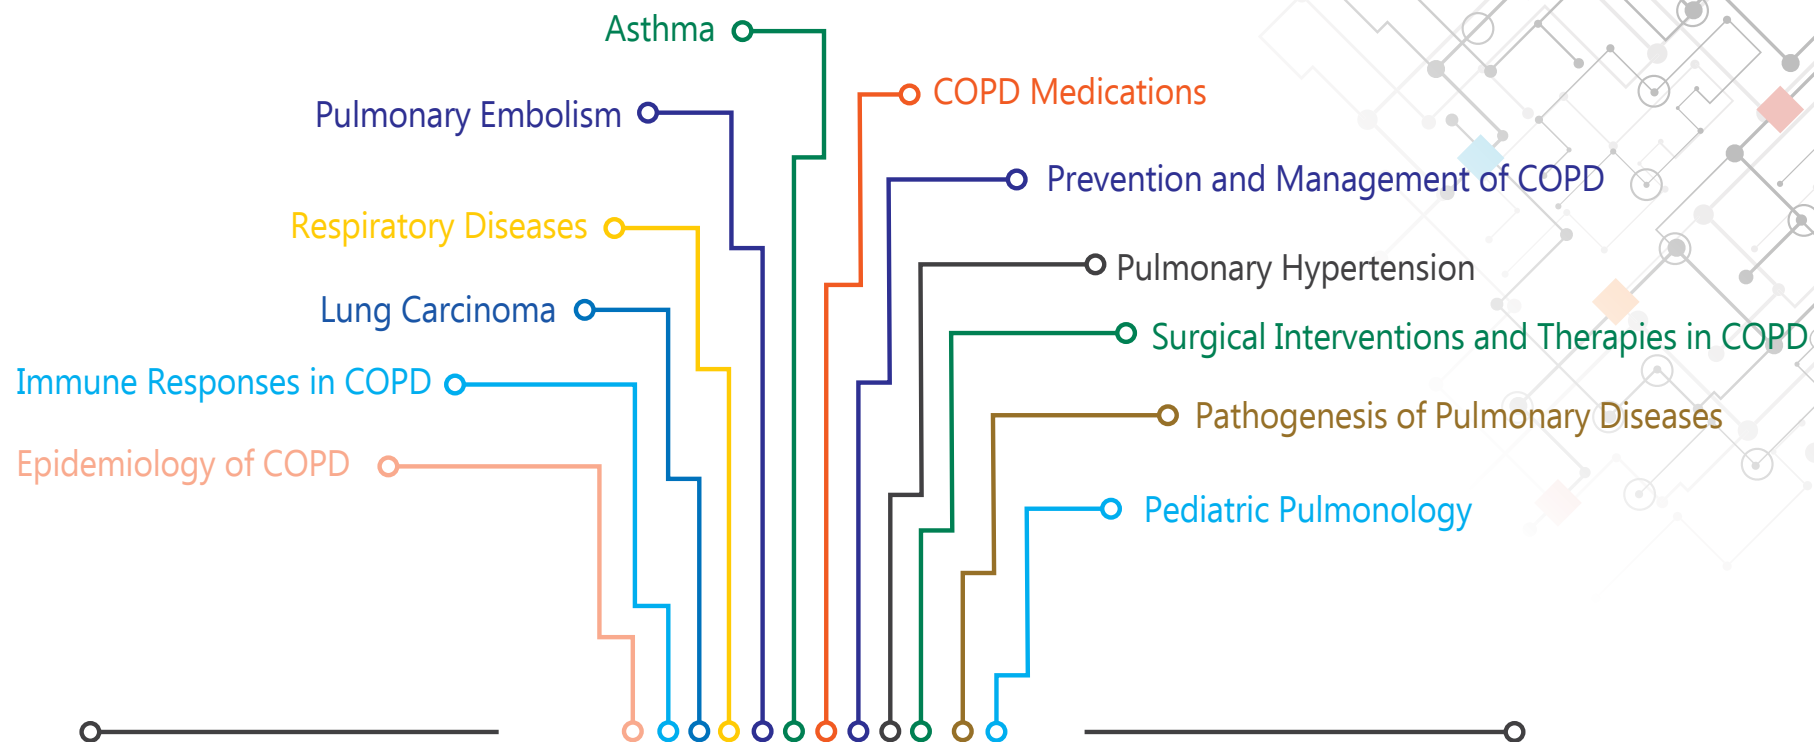 Asthma
COPD Medications
Pulmonary Embolism
Prevention and Management of COPD
Respiratory Diseases
Pulmonary Hypertension
Lung Carcinoma
Surgical Interventions and Therapies in COPD
Immune Responses in COPD
Pathogenesis of Pulmonary Diseases
Epidemiology of COPD
Pediatric Pulmonology